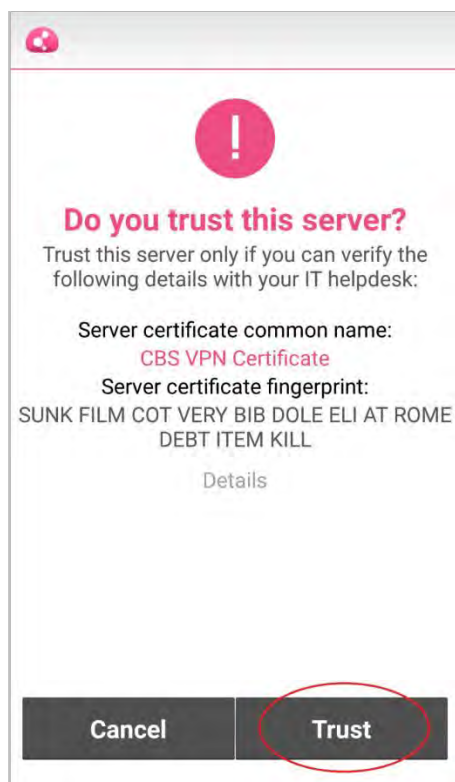 !
Do you trust this server?
Trust this server only if you can verify the
following details with your IT helpdesk:
Server certificate common name:
CBS VPN Certificate
Server certificate fingerprint:
SUNK FILM COT VERY BIB DOLE ELI AT ROME
DEBT ITEM KILL
Details
Cancel Trust